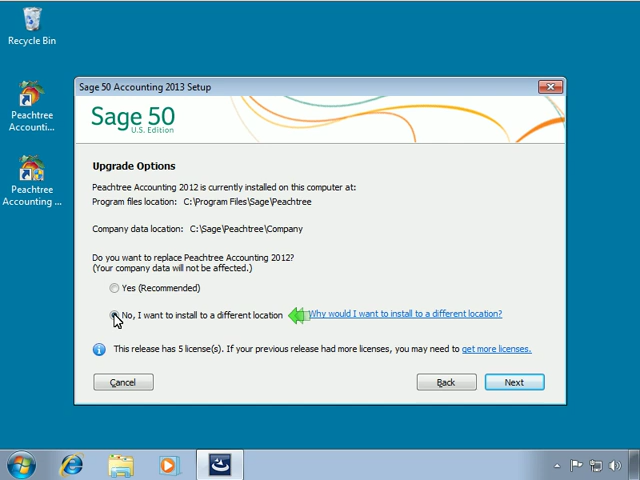 Recycle Bin
Peachtree
Accounti...
Peachtree
Accounting ...
Sage 50 Accounting 2013 Setup
Sage 50
U.S. Edition
Upgrade Options
Peachtree Accounting 2012 is currently installed on this computer at:
Program files location: C:\Program Files\Sage\Peachtree
Company data location: C:\Sage\Peachtree\Company
Do you want to replace Peachtree Accounting 2012?
(Your company data will not be affected.)
Yes (Recommended)
No, I want to install to a different location Why would I want to install to a different location?
This release has 5 license(s). If your previous release had more licenses, you may need to get more licenses.
Cancel Back Next